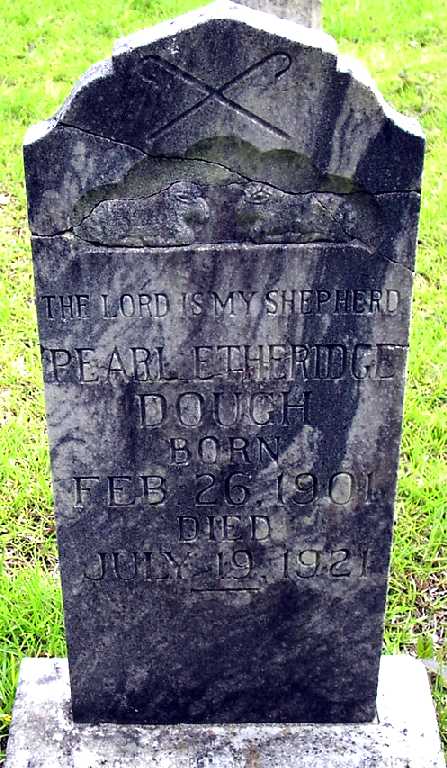 THE LORD IS MY SHEPHERD
PEARL ETHERIDGE
DOUGH
BORN
FEB 26, 1901
DIED
JULY 19, 1921